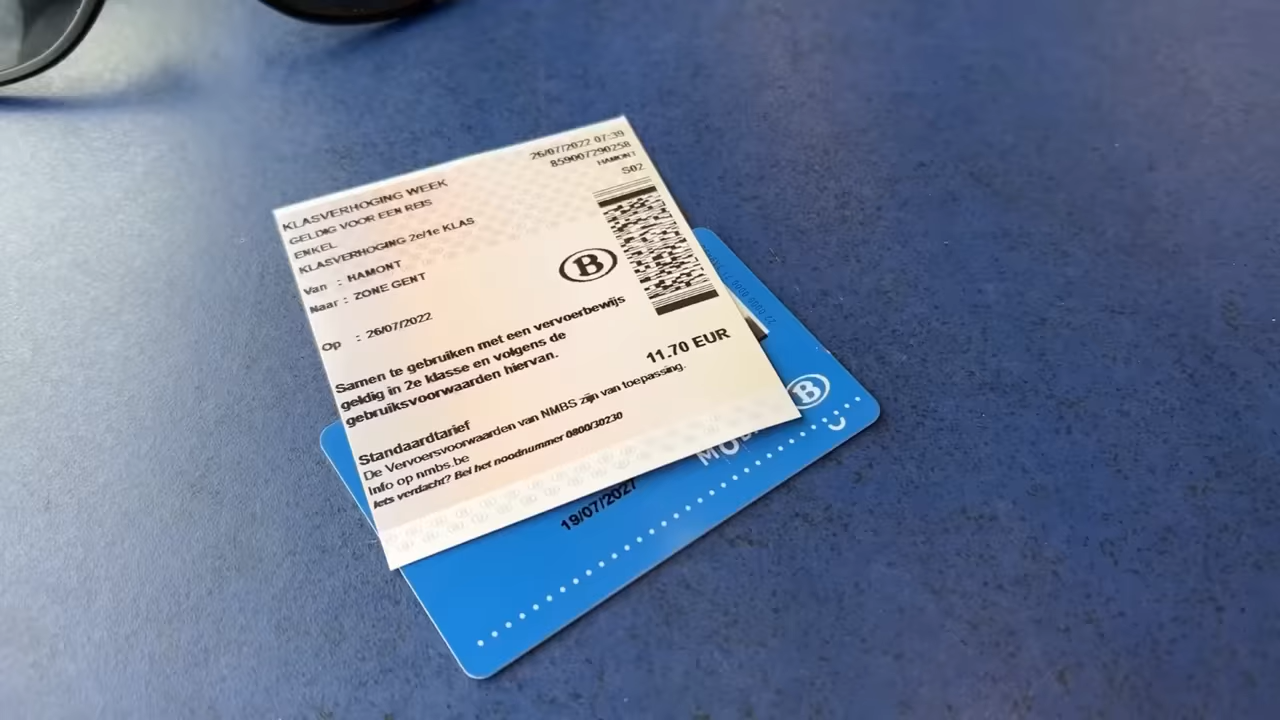 26/07/2022 07:39
859007290258
HAMONT
S02
KLASVERHOGING WEEK
GELDIG VOOR EEN REIS
ENKEL
KLASVERHOGING 2e/1e KLAS
Van : HAMONT
Naar : ZONE GENT
B
Op : 26/07/2022
Samen te gebruiken met een vervoerbewijs
geldig in 2e klasse en volgens de
gebruiksvoorwaarden hiervan.
11.70 EUR
Standaardtarief
De Vervoersvoorwaarden van NMBS zijn van toepassing.
Info op nmbs.be
Iets verdacht? Bel het noodnummer 0800/30230
B
19/07/2027